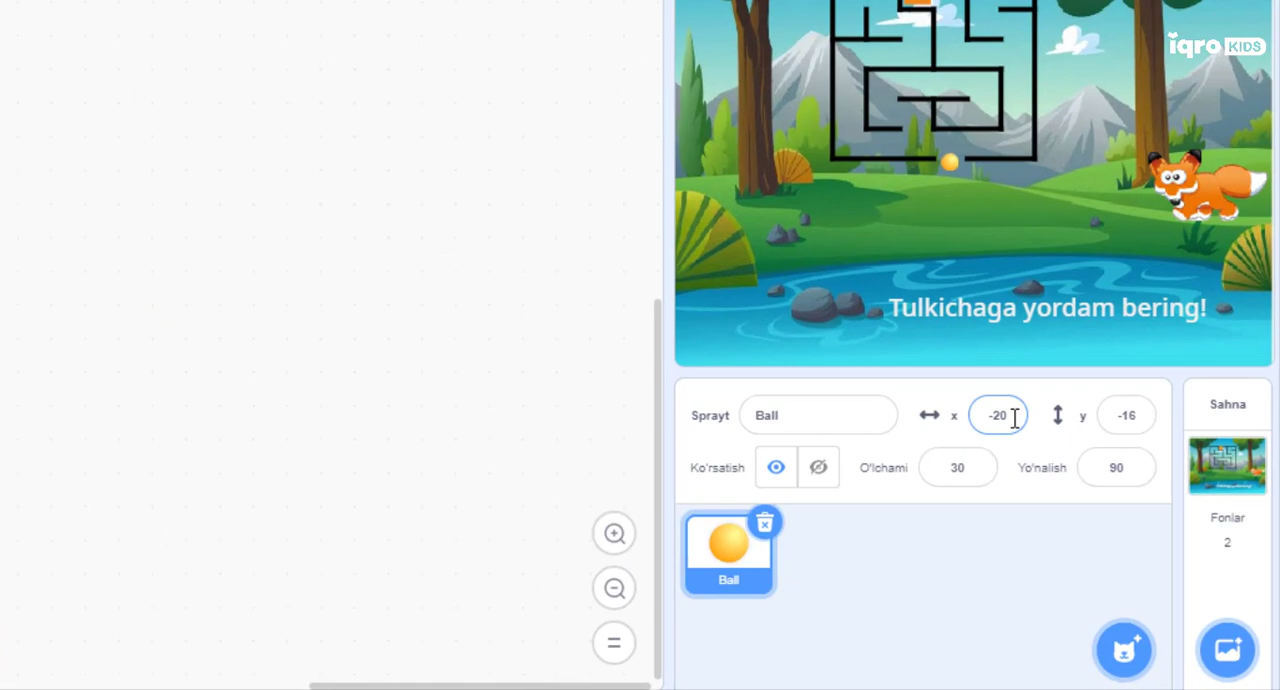 iqro KIDS
Tulkichaga yordam bering!
Sprayt Ball x -20 y -16
Ko'rsatish O'lchami 30 Yo'nalish 90
Ball
Sahna
Fonlar
2